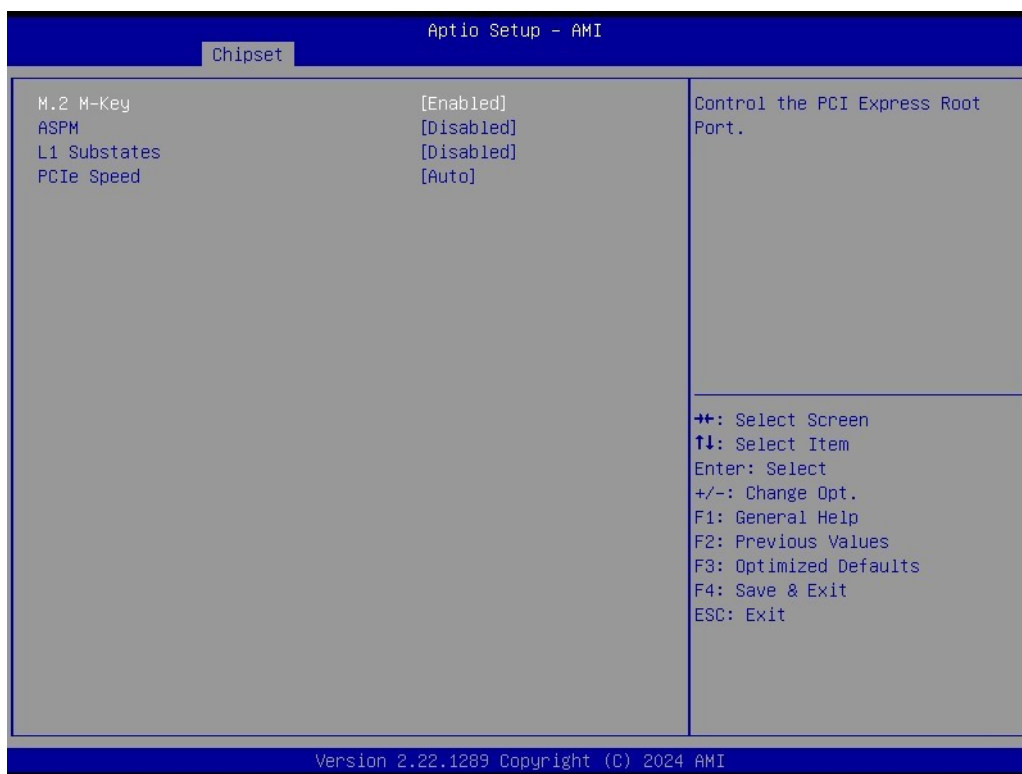 Aptio Setup - AMI
Chipset
M.2 M-Key [Enabled]
ASPM [Disabled]
L1 Substates [Disabled]
PCIe Speed [Auto]
Control the PCI Express Root
Port.
→←: Select Screen
↑↓: Select Item
Enter: Select
+/-: Change Opt.
F1: General Help
F2: Previous Values
F3: Optimized Defaults
F4: Save & Exit
ESC: Exit
Version 2.22.1289 Copyright (C) 2024 AMI